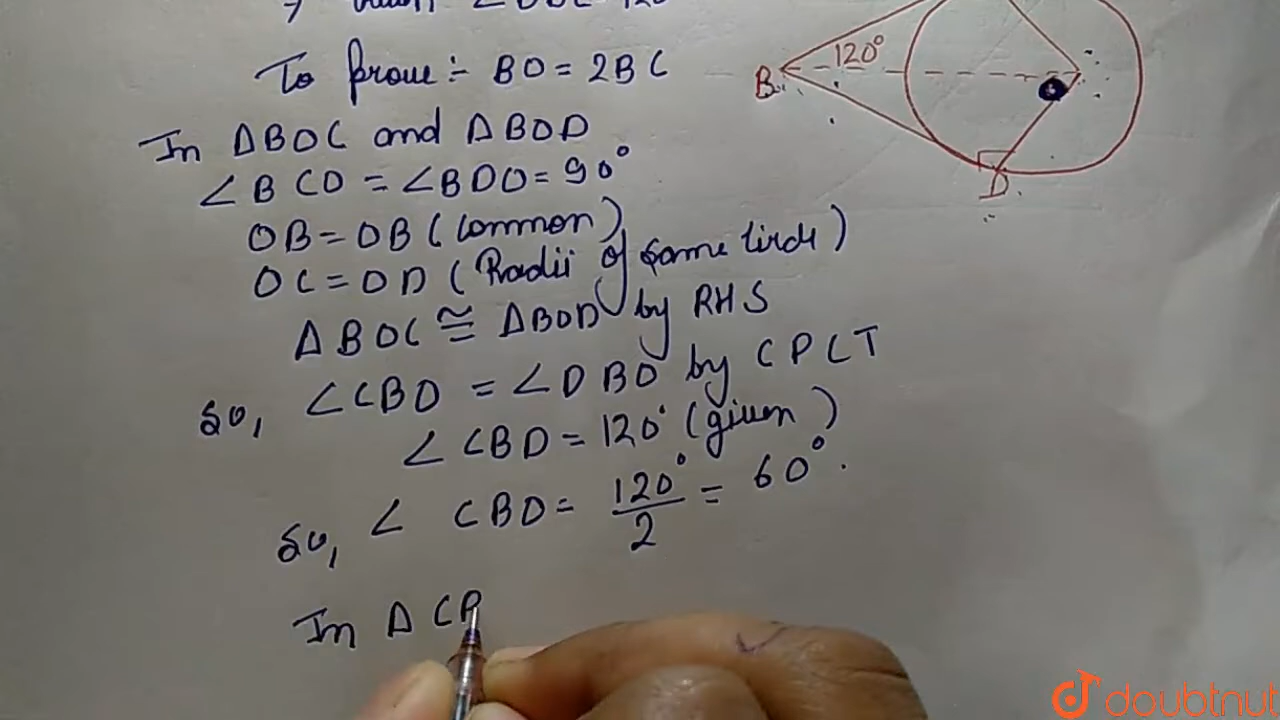 To prove :- BO = 2BC
In ΔBOC and ΔBOD
∠BCO = ∠BDO = 90°
OB = OB (Common)
OC = OD (Radii of same Circle)
ΔBOC ≅ ΔBOD by RHS
So, ∠CBO = ∠DBO by CPCT
∠CBD = 120° (given)
So, ∠ CBO = 120°/2 = 60°.
In Δ CB
B
120°
D
doubtnut